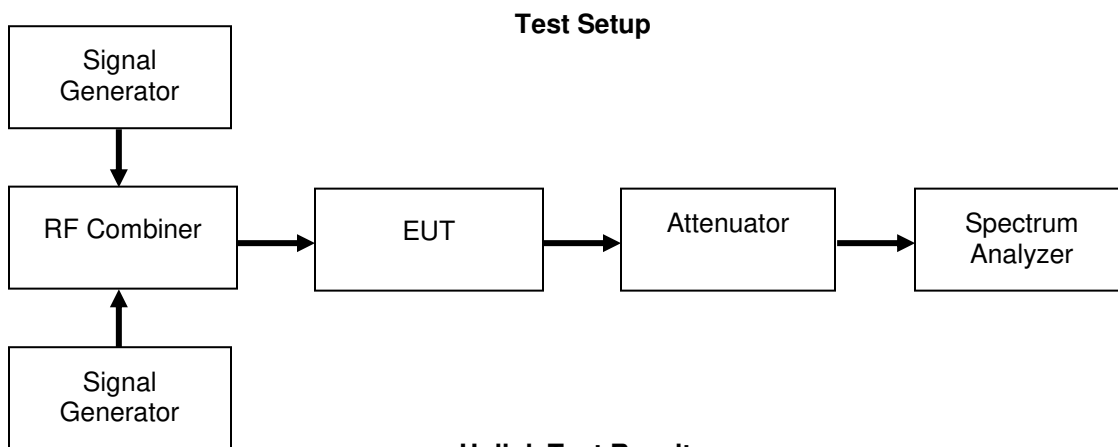 Test Setup
Signal
Generator
RF Combiner
EUT
Attenuator
Spectrum
Analyzer
Signal
Generator